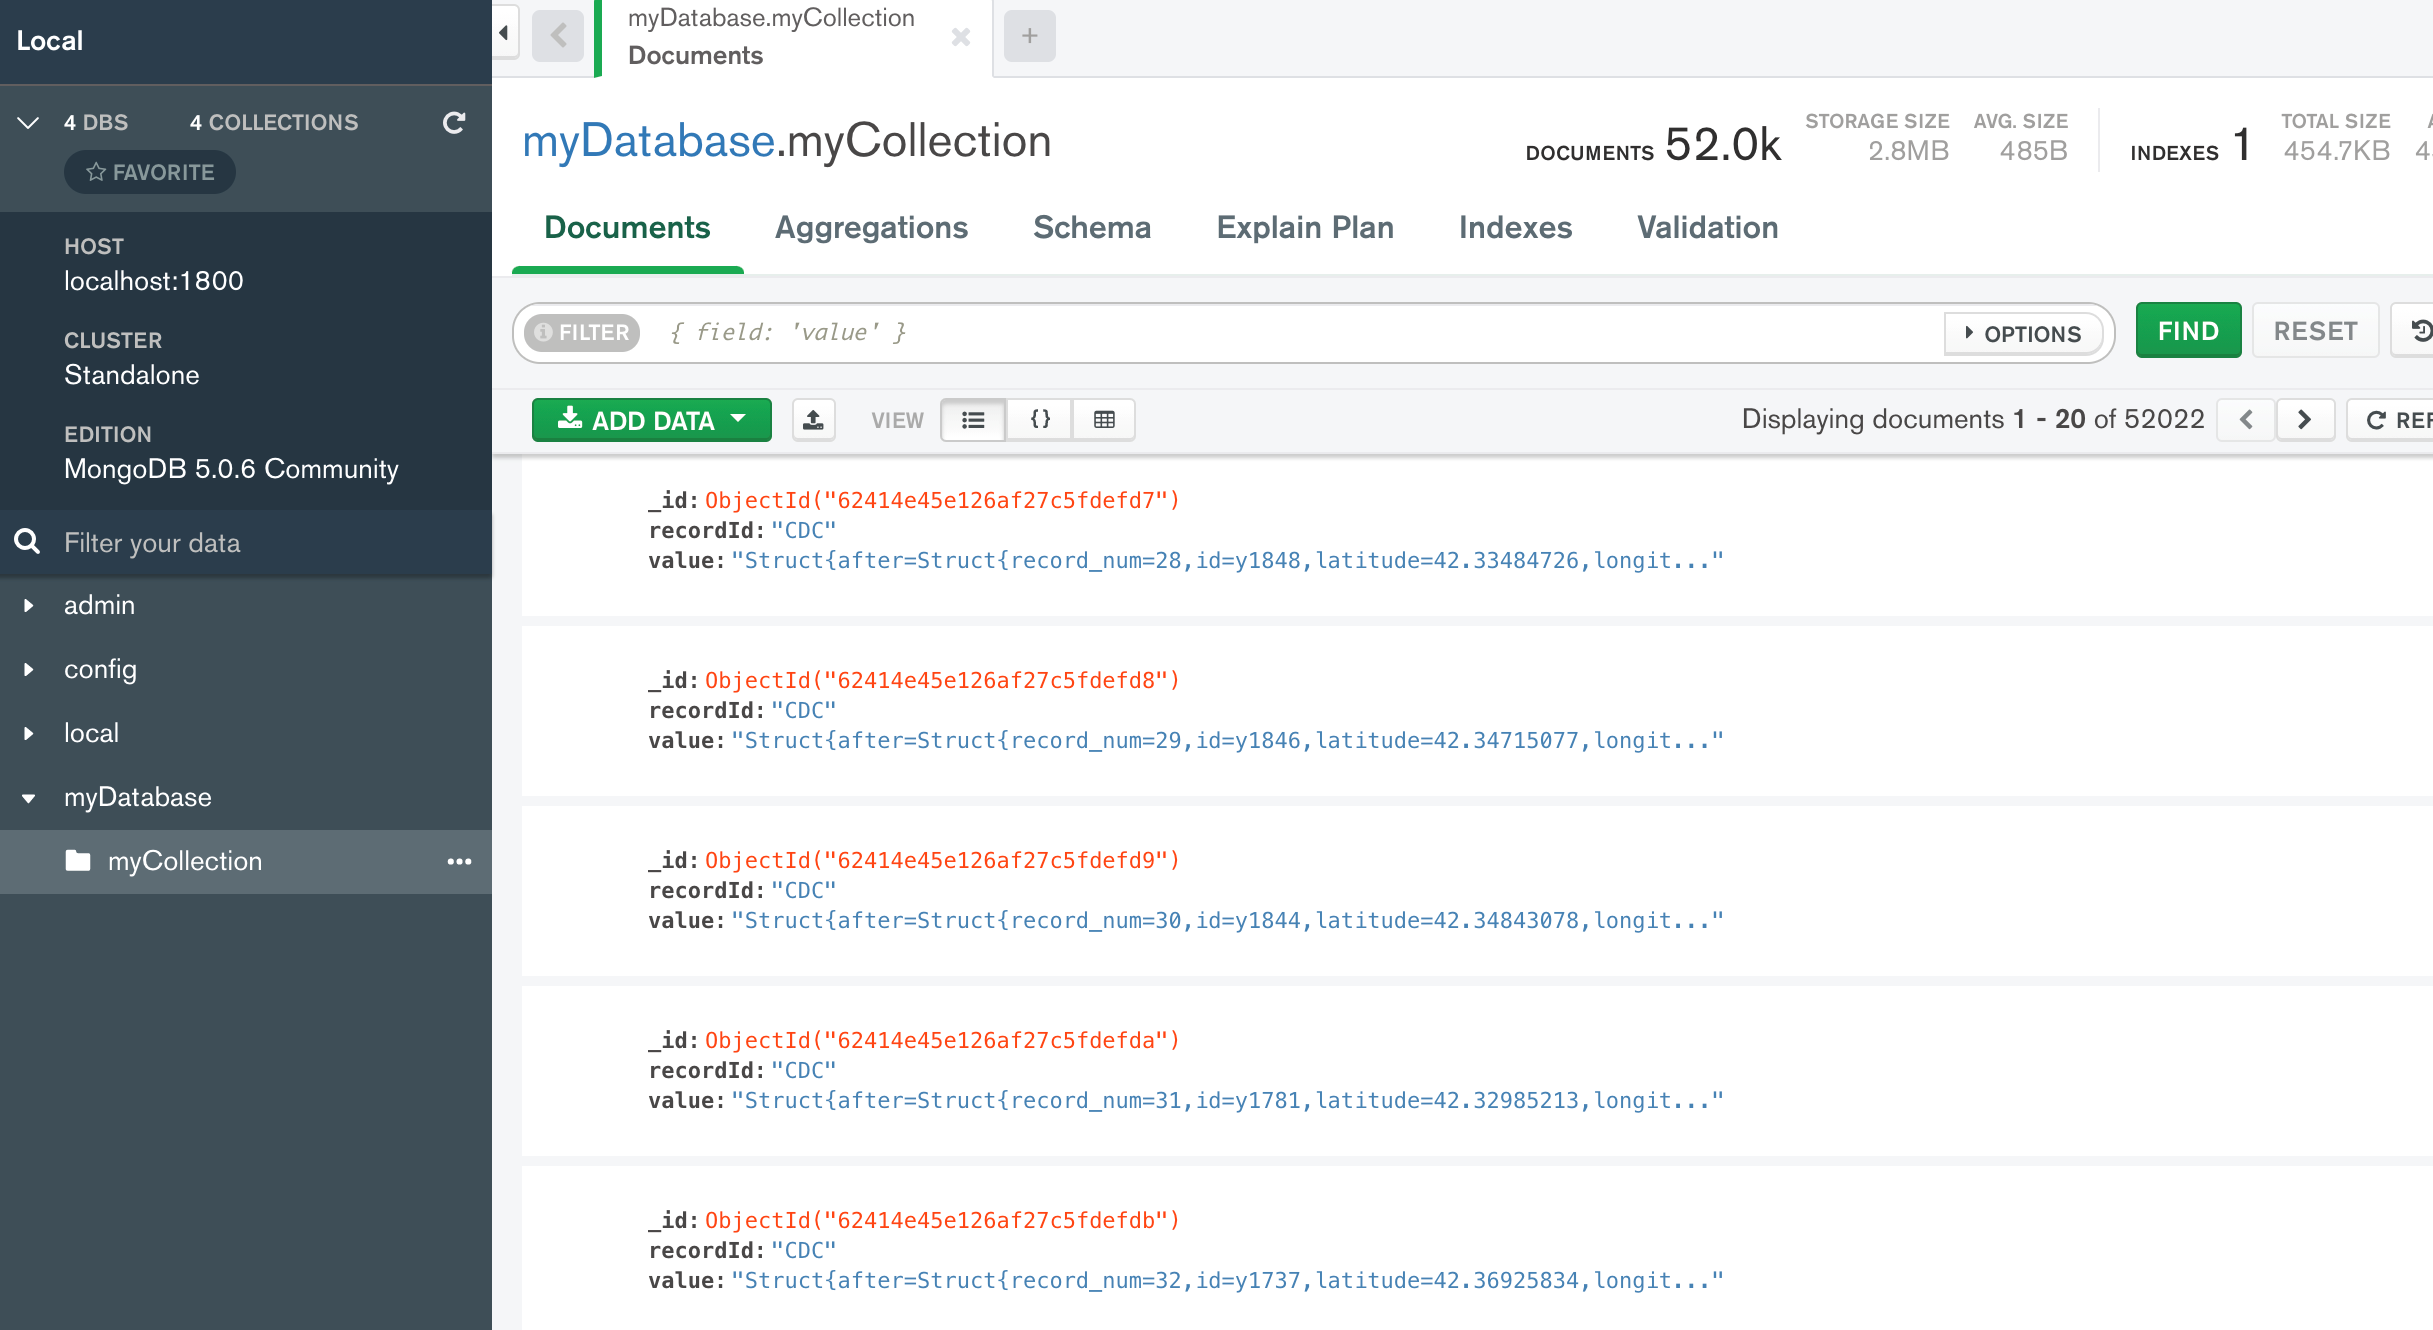 Local
4 DBS 4 COLLECTIONS
FAVORITE
HOST
localhost:1800
CLUSTER
Standalone
EDITION
MongoDB 5.0.6 Community
Filter your data
admin
config
local
myDatabase
myCollection
myDatabase.myCollection
Documents
myDatabase.myCollection
DOCUMENTS 52.0k
STORAGE SIZE
2.8MB
AVG. SIZE
485B
INDEXES 1
TOTAL SIZE
454.7KB
Documents Aggregations Schema Explain Plan Indexes Validation
FILTER { field: 'value' } OPTIONS FIND RESET
ADD DATA VIEW {} Displaying documents 1 - 20 of 52022
_id: ObjectId("62414e45e126af27c5fdefd7")
recordId: "CDC"
value: "Struct{after=Struct{record_num=28,id=y1848,latitude=42.33484726,longit..."
_id: ObjectId("62414e45e126af27c5fdefd8")
recordId: "CDC"
value: "Struct{after=Struct{record_num=29,id=y1846,latitude=42.34715077,longit..."
_id: ObjectId("62414e45e126af27c5fdefd9")
recordId: "CDC"
value: "Struct{after=Struct{record_num=30,id=y1844,latitude=42.34843078,longit..."
_id: ObjectId("62414e45e126af27c5fdefda")
recordId: "CDC"
value: "Struct{after=Struct{record_num=31,id=y1781,latitude=42.32985213,longit..."
_id: ObjectId("62414e45e126af27c5fdefdb")
recordId: "CDC"
value: "Struct{after=Struct{record_num=32,id=y1737,latitude=42.36925834,longit..."